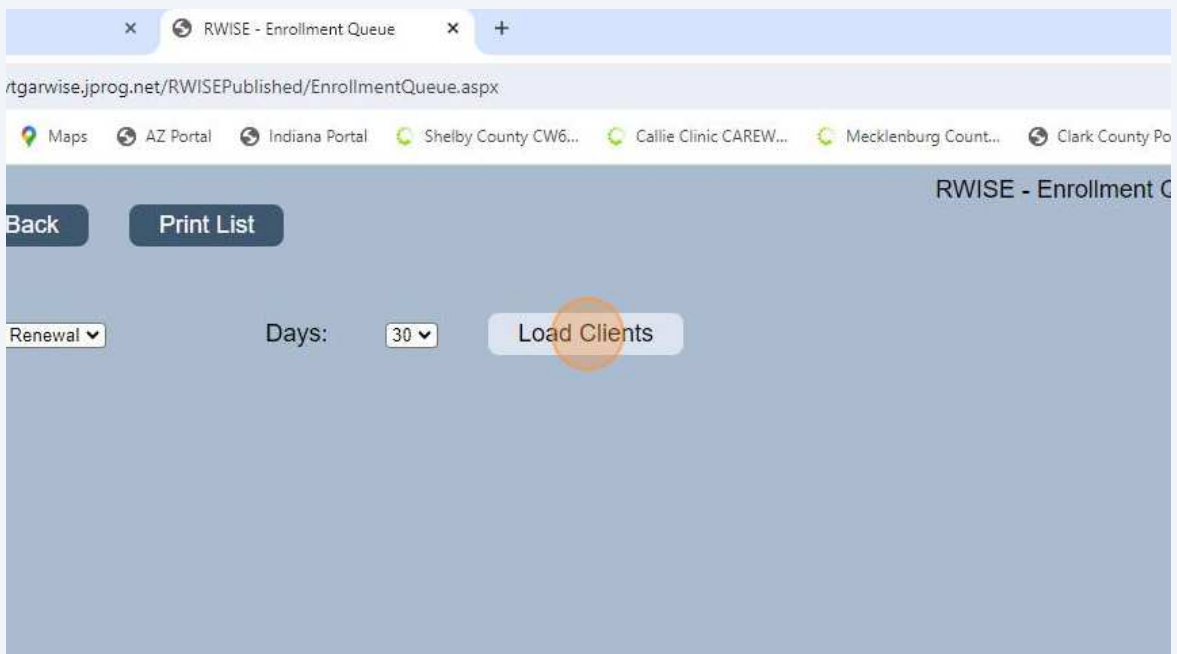 RWISE - Enrollment Queue
tgarwise.jprog.net/RWISEPublished/EnrollmentQueue.aspx
Maps AZ Portal Indiana Portal Shelby County CW6... Callie Clinic CAREW... Mecklenburg Count... Clark County Po
RWISE - Enrollment
Back Print List
Renewal Days: 30 Load Clients